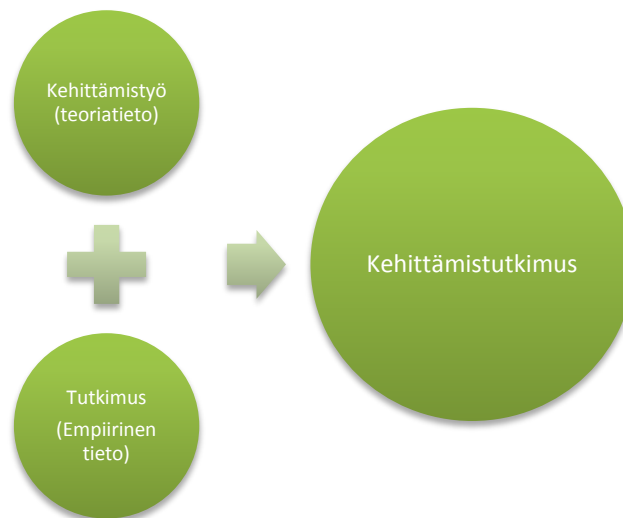 Kehittämistyö
(teoriatieto)
Kehittämistutkimus
Tutkimus
(Empiirinen
tieto)